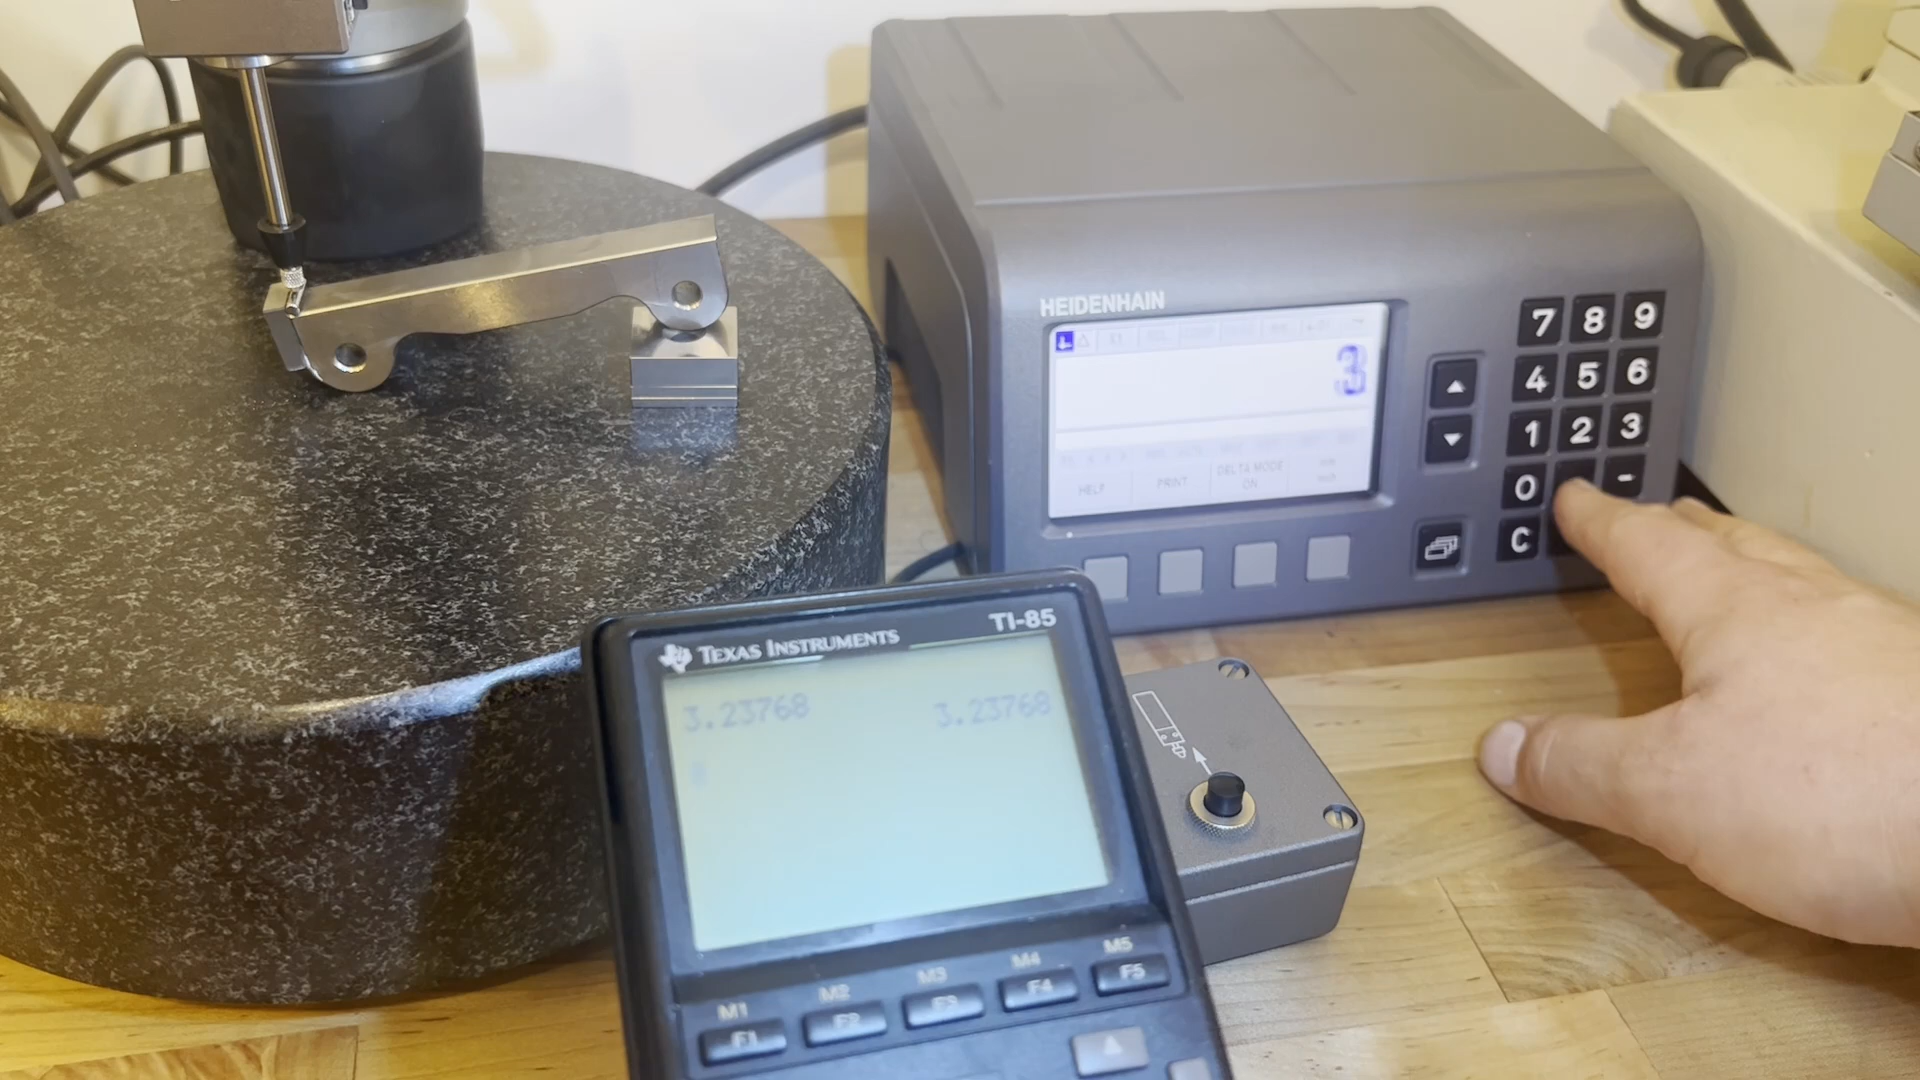 HEIDENHAIN
3
HELP
PRINT
DELTA MODE
ON
7 8 9
4 5 6
1 2 3
0 -
C
TEXAS INSTRUMENTS TI-85
3.23768 3.23768
M1 M2 M3 M4 M5
F1 F2 F3 F4 F5